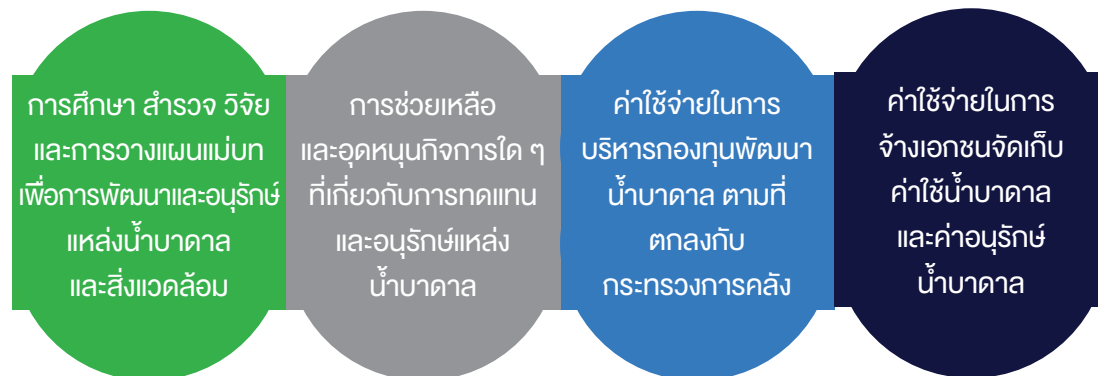 การศึกษา สำรวจ วิจัย
และการวางแผนแม่บท
เพื่อการพัฒนาและอนุรักษ์
แหล่งน้ำบาดาล
และสิ่งแวดล้อม
การช่วยเหลือ
และอุดหนุนกิจการใด ๆ
ที่เกี่ยวกับการทดแทน
และอนุรักษ์แหล่ง
น้ำบาดาล
ค่าใช้จ่ายในการ
บริหารกองทุนพัฒนา
น้ำบาดาล ตามที่
ตกลงกับ
กระทรวงการคลัง
ค่าใช้จ่ายในการ
จ้างเอกชนจัดเก็บ
ค่าใช้น้ำบาดาล
และค่าอนุรักษ์
น้ำบาดาล